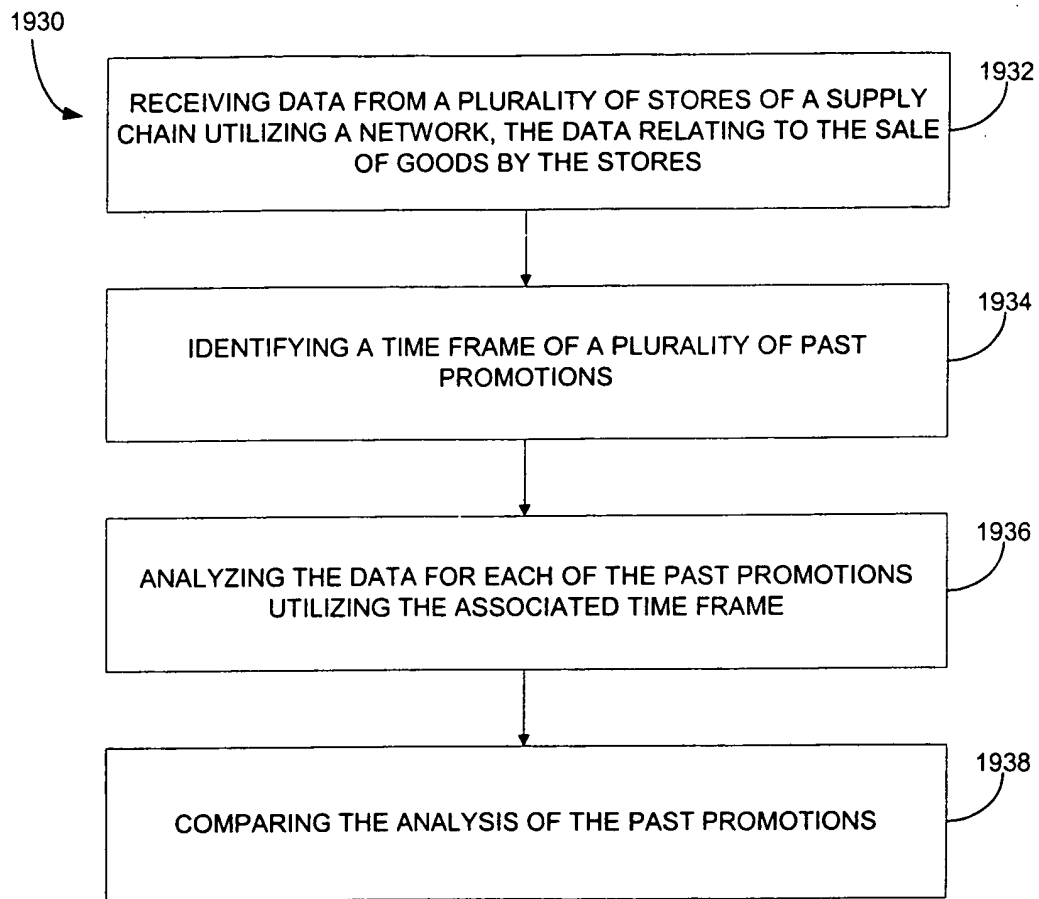 1930
1932
RECEIVING DATA FROM A PLURALITY OF STORES OF A SUPPLY
CHAIN UTILIZING A NETWORK, THE DATA RELATING TO THE SALE
OF GOODS BY THE STORES
1934
IDENTIFYING A TIME FRAME OF A PLURALITY OF PAST
PROMOTIONS
1936
ANALYZING THE DATA FOR EACH OF THE PAST PROMOTIONS
UTILIZING THE ASSOCIATED TIME FRAME
1938
COMPARING THE ANALYSIS OF THE PAST PROMOTIONS